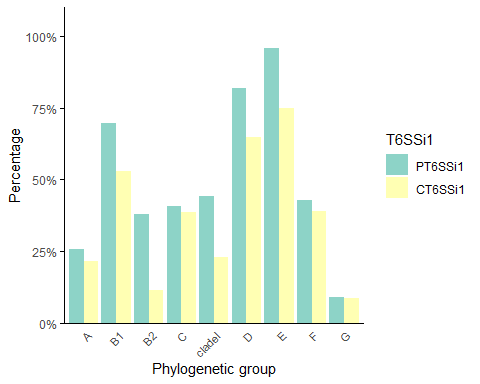 100%
75%
50%
25%
0%
Percentage
A
B1
B2
C
cladeI
D
E
F
G
Phylogenetic group
T6SSi1
PT6SSi1
CT6SSi1